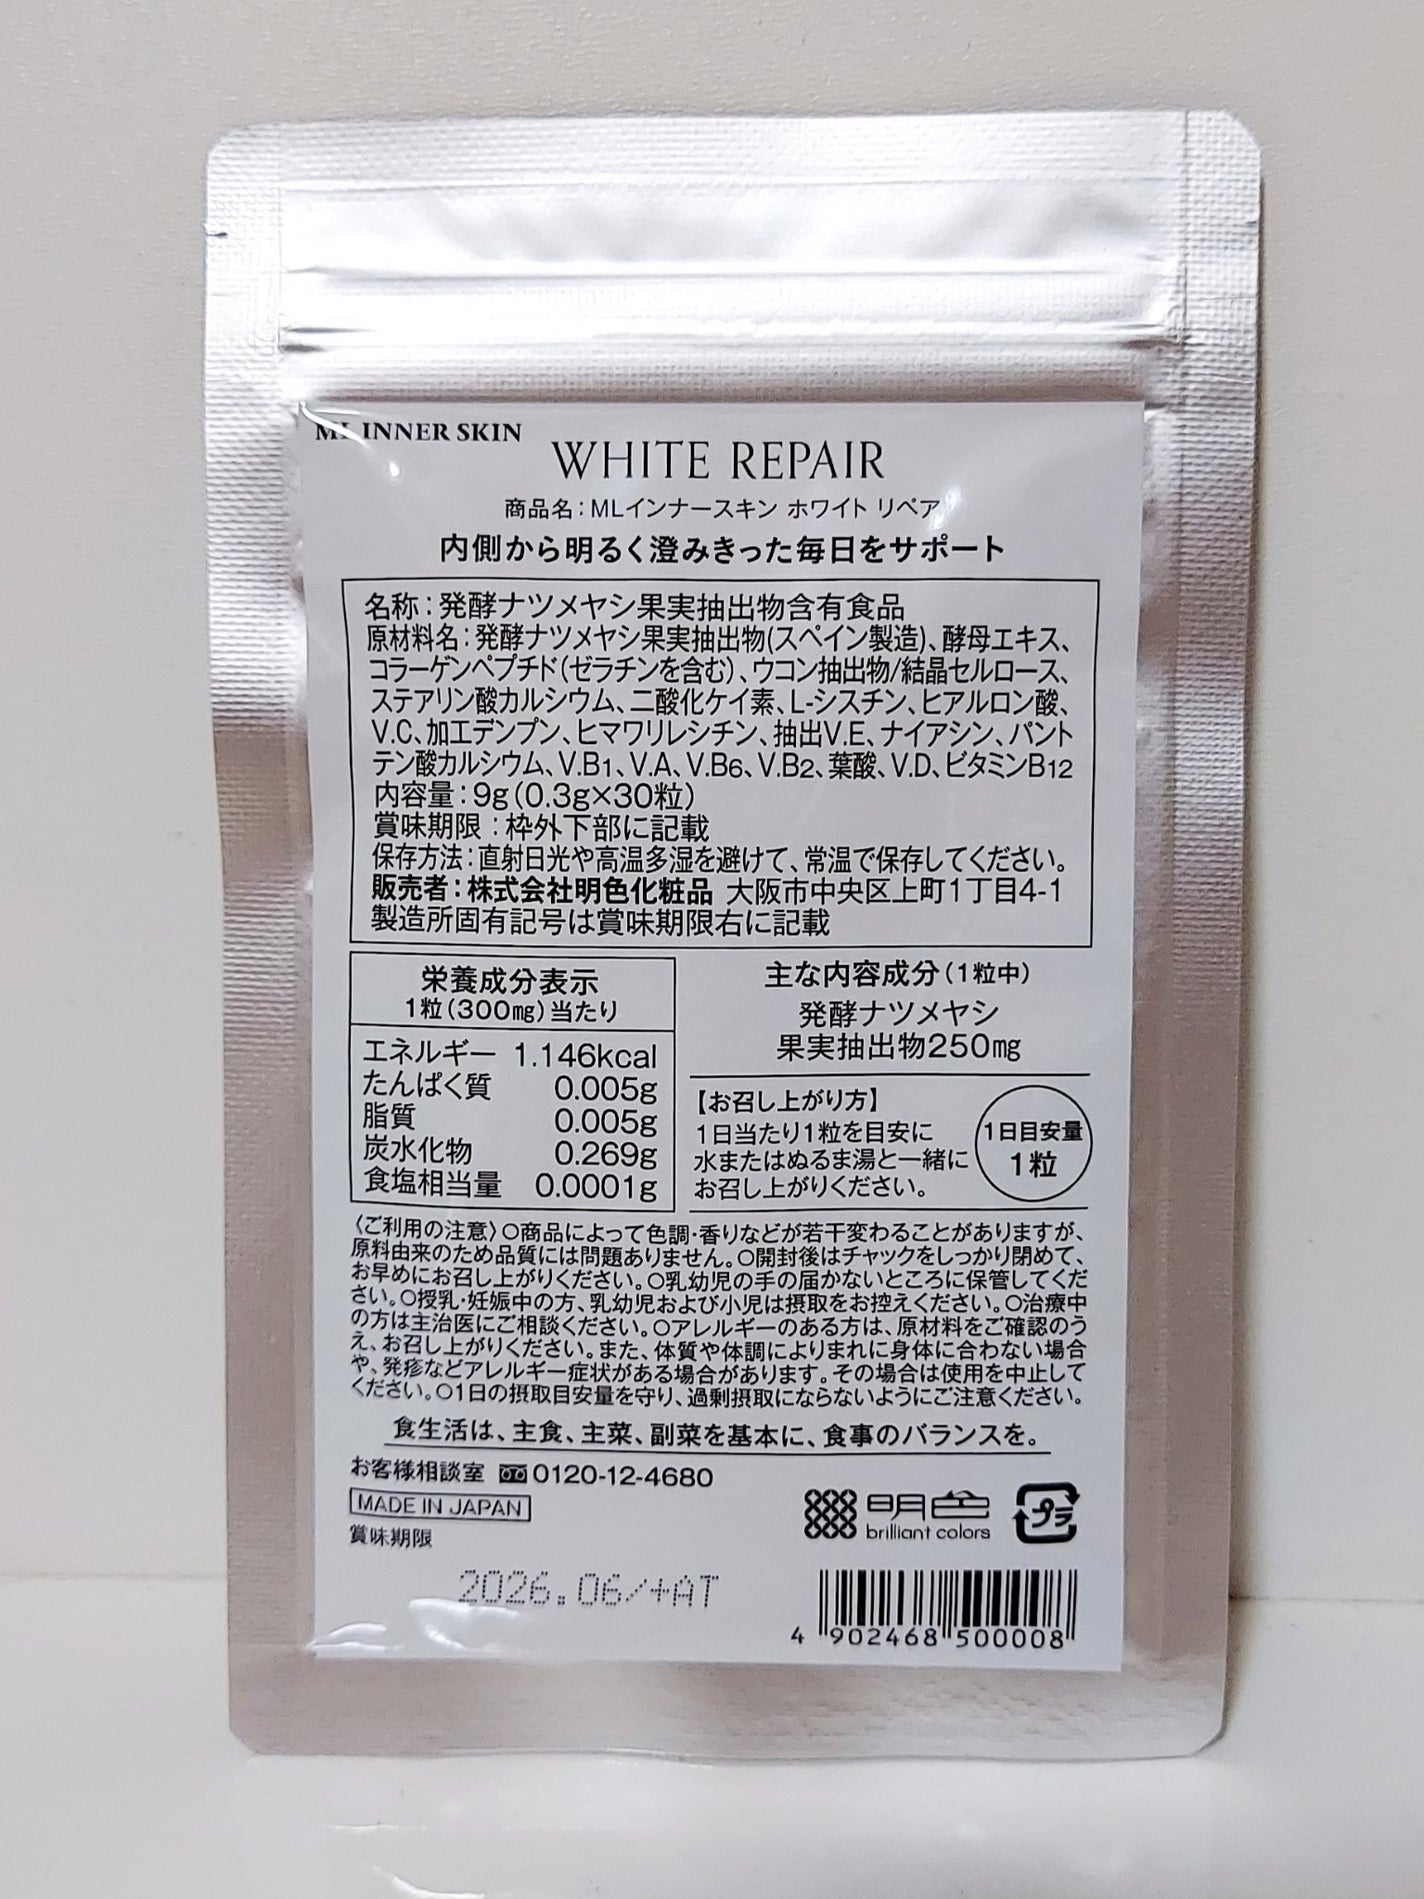 ML INNER SKIN
WHITE REPAIR
商品名：MLインナースキン ホワイト リペア
内側から明るく澄みきった毎日をサポート
名称：発酵ナツメヤシ果実抽出物含有食品
原材料名：発酵ナツメヤシ果実抽出物(スペイン製造)、酵母エキス、
コラーゲンペプチド(ゼラチンを含む)、ウコン抽出物/結晶セルロース、
ステアリン酸カルシウム、二酸化ケイ素、L-シスチン、ヒアルロン酸、
V.C、加工デンプン、ヒマワリレシチン、抽出V.E、ナイアシン、パント
テン酸カルシウム、V.B1、V.A、V.B6、V.B2、葉酸、V.D、ビタミンB12
内容量：9g(0.3g×30粒)
賞味期限：枠外下部に記載
保存方法：直射日光や高温多湿を避けて、常温で保存してください。
販売者：株式会社明色化粧品 大阪市中央区上町1丁目4-1
製造所固有記号は賞味期限右に記載
栄養成分表示
1粒(300㎎)当たり
エネルギー 1.146kcal
たんぱく質 0.005g
脂質 0.005g
炭水化物 0.269g
食塩相当量 0.0001g
主な内容成分(1粒中)
発酵ナツメヤシ
果実抽出物250㎎
【お召し上がり方】
1日当たり1粒を目安に
水またはぬるま湯と一緒に
お召し上がりください。
1日目安量
1粒
〈ご利用の注意〉○商品によって色調・香りなどが若干変わることがありますが、
原料由来のため品質には問題ありません。○開封後はチャックをしっかり閉めて、
お早めにお召し上がりください。○乳幼児の手の届かないところに保管してくだ
さい。○授乳・妊娠中の方、乳幼児および小児は摂取をお控えください。○治療中
の方は主治医にご相談ください。○アレルギーのある方は、原材料をご確認のう
え、お召し上がりください。また、体質や体調によりまれに身体に合わない場合
や、発疹などアレルギー症状がある場合があります。その場合は使用を中止して
ください。○1日の摂取目安量を守り、過剰摂取にならないようにご注意ください。
食生活は、主食、主菜、副菜を基本に、食事のバランスを。
お客様相談室 0120-12-4680
MADE IN JAPAN
賞味期限
明色
brilliant colors
プラ
2026.06/+AT
4 902468 500008